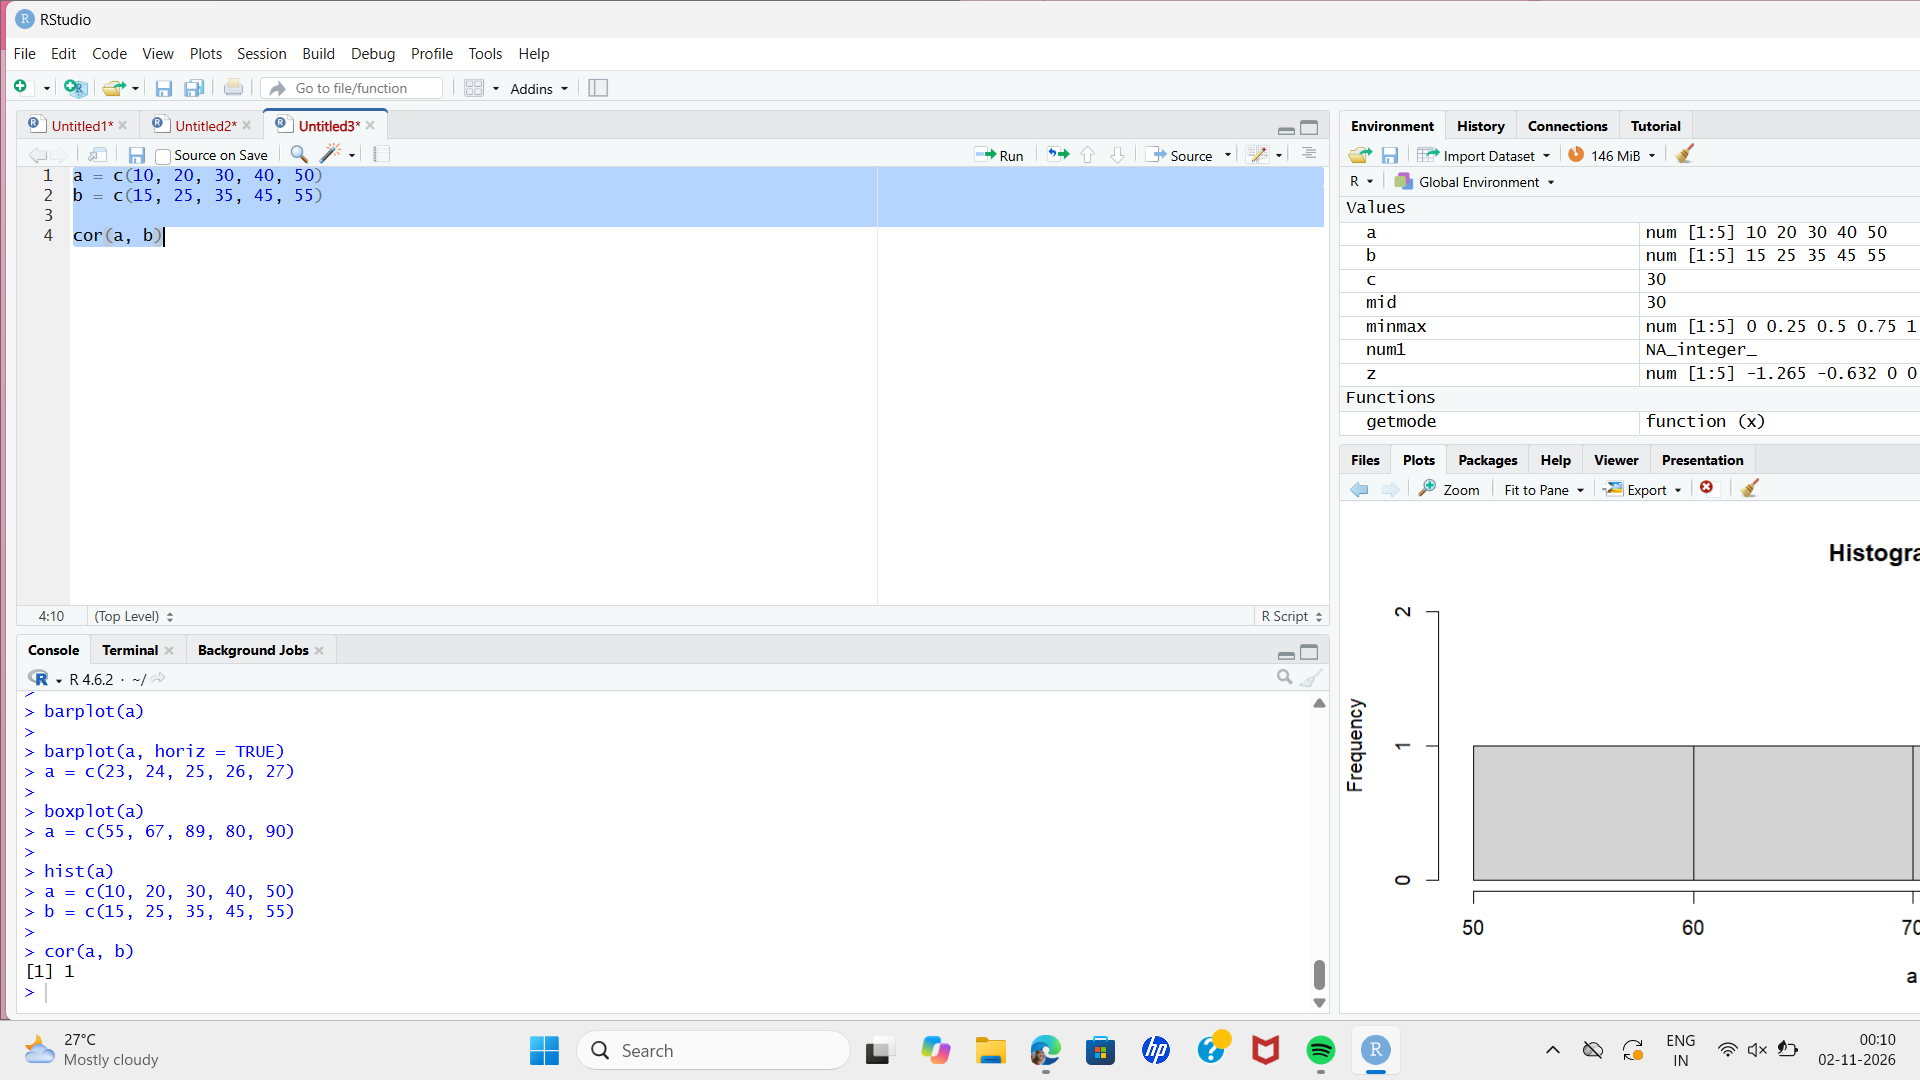 RStudio
File Edit Code View Plots Session Build Debug Profile Tools Help
Go to file/function Addins
Untitled1* Untitled2* Untitled3*
Source on Save Run Source
1 a = c(10, 20, 30, 40, 50)
2 b = c(15, 25, 35, 45, 55)
3
4 cor(a, b)
4:10 (Top Level) R Script
Console Terminal Background Jobs
R 4.6.2 · ~/
> barplot(a)
>
> barplot(a, horiz = TRUE)
> a = c(23, 24, 25, 26, 27)
>
> boxplot(a)
> a = c(55, 67, 89, 80, 90)
>
> hist(a)
> a = c(10, 20, 30, 40, 50)
> b = c(15, 25, 35, 45, 55)
>
> cor(a, b)
[1] 1
>
Environment History Connections Tutorial
Import Dataset 146 MiB
R Global Environment
Values
a num [1:5] 10 20 30 40 50
b num [1:5] 15 25 35 45 55
c 30
mid 30
minmax num [1:5] 0 0.25 0.5 0.75 1
num1 NA_integer_
z num [1:5] -1.265 -0.632 0 0
Functions
getmode function (x)
Files Plots Packages Help Viewer Presentation
Zoom Fit to Pane Export
Histogra
Frequency
2
1
0
50 60 70
a
27°C
Mostly cloudy
Search
ENG
IN
00:10
02-11-2026